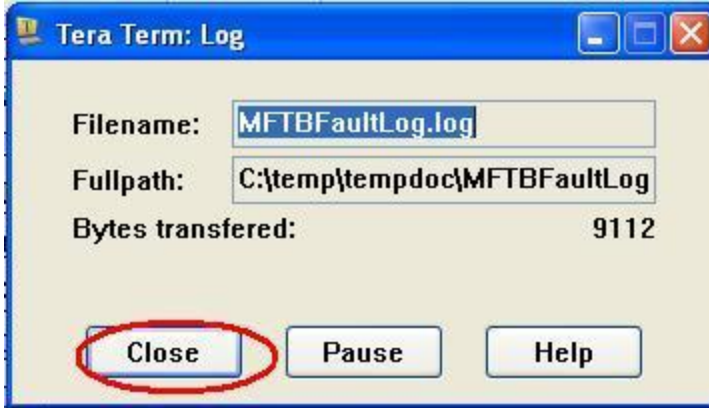 Tera Term: Log
Filename: MFTBFaultLog.log
Fullpath: C:\temp\tempdoc\MFTBFaultLog
Bytes transfered: 9112
Close Pause Help